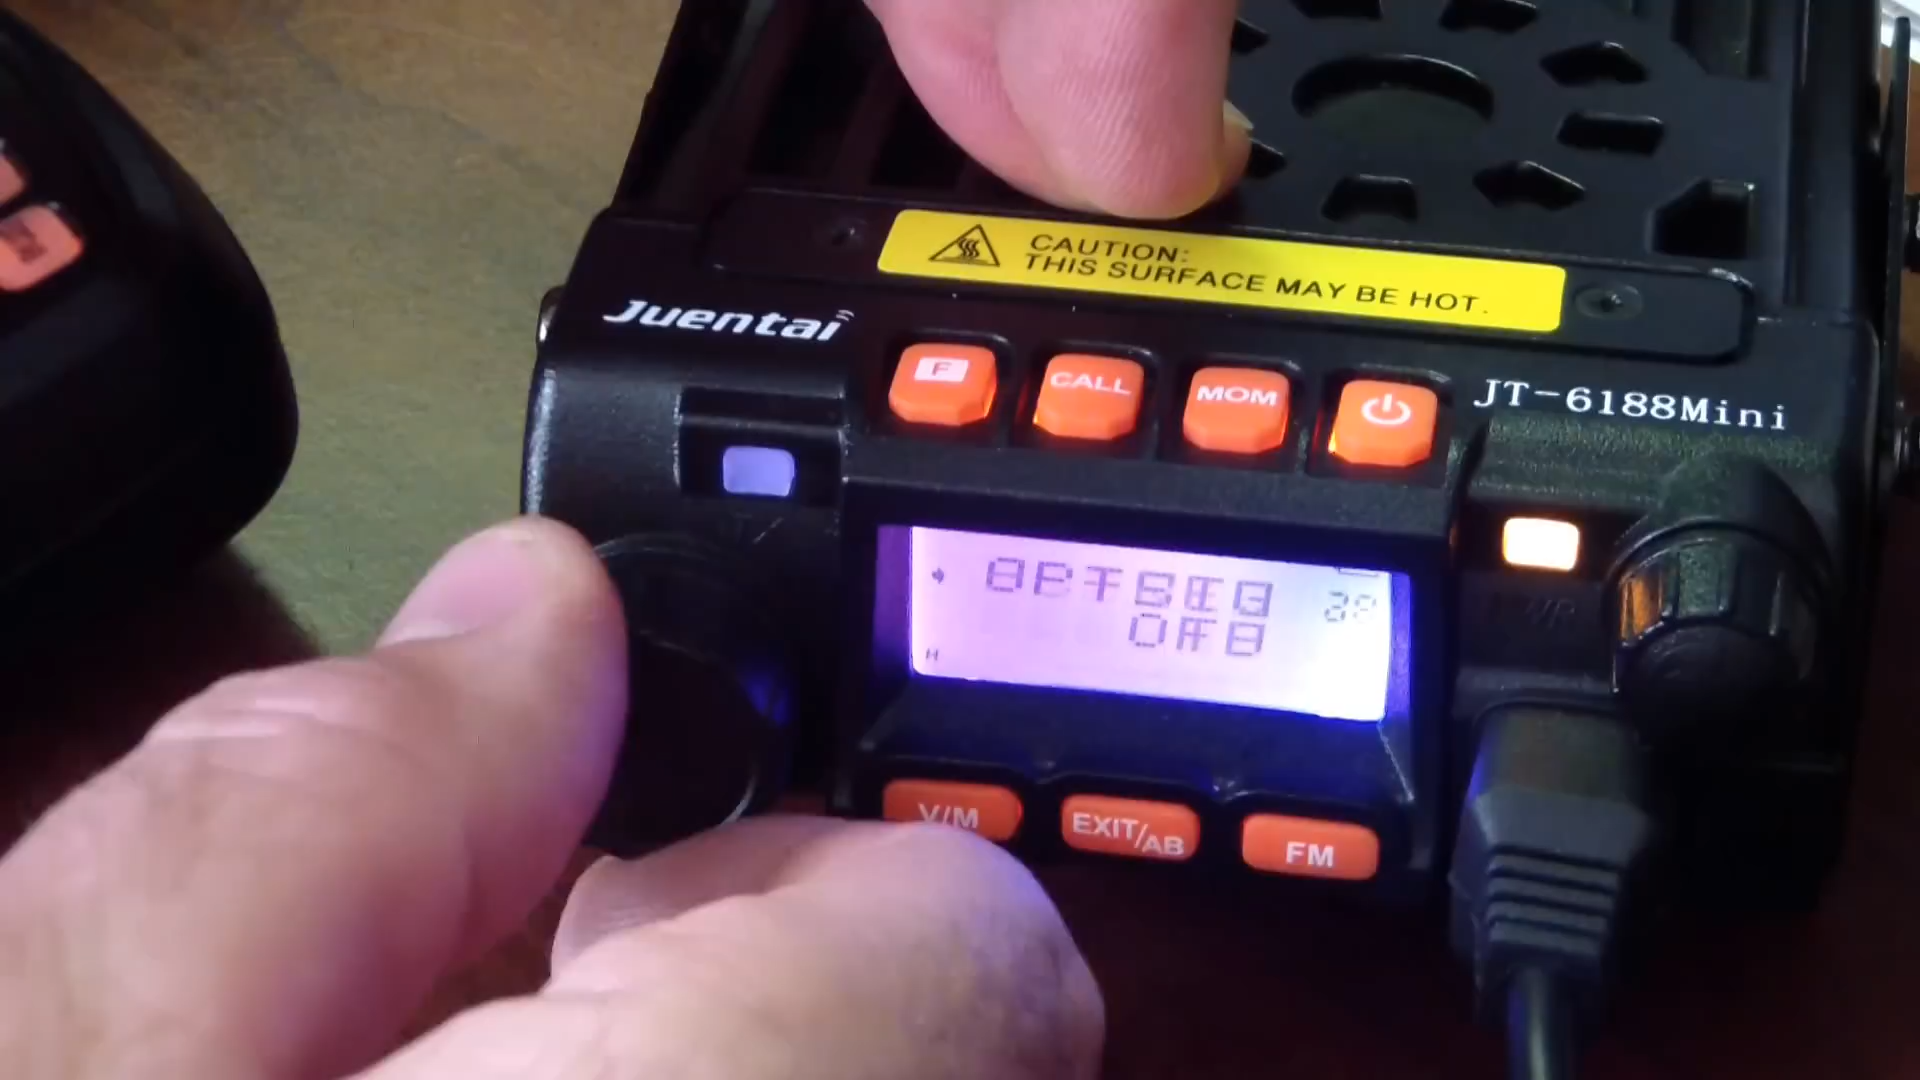 CAUTION:
THIS SURFACE MAY BE HOT.
Juentai
F
CALL
MOM
JT-6188Mini
H
V/M
EXIT/AB
FM